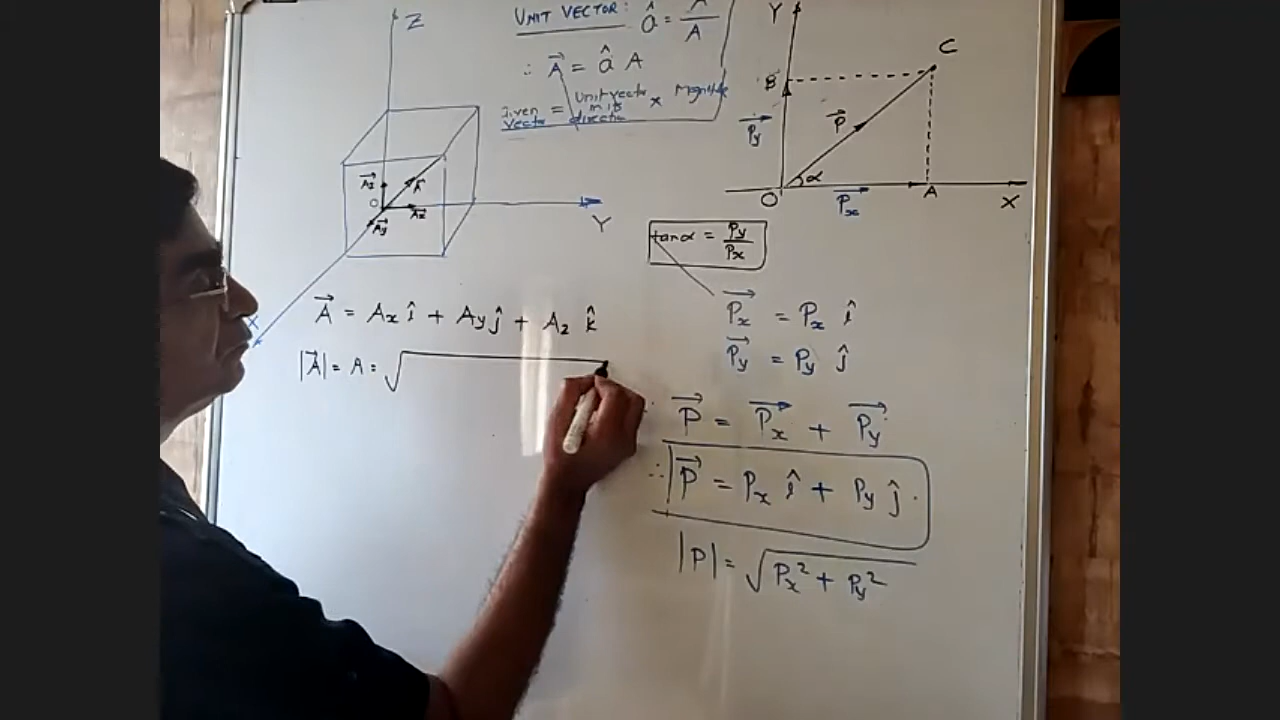 UNIT VECTOR: â = A⃗ / A
∴ A⃗ = â A
Given vector = Unit vector in its direction × Magnitude
Z
A⃗z
A⃗
O
A⃗z
A⃗y
Y
X
Y
C
B
P⃗
P⃗y
α
O
P⃗x
A
X
tanα = Py / Px
A⃗ = Ax î + Ay ĵ + Az k̂
|A⃗| = A = √
P⃗x = Px î
P⃗y = Py ĵ
P⃗ = P⃗x + P⃗y
∴ P⃗ = Px î + Py ĵ.
|P| = √Px² + Py²